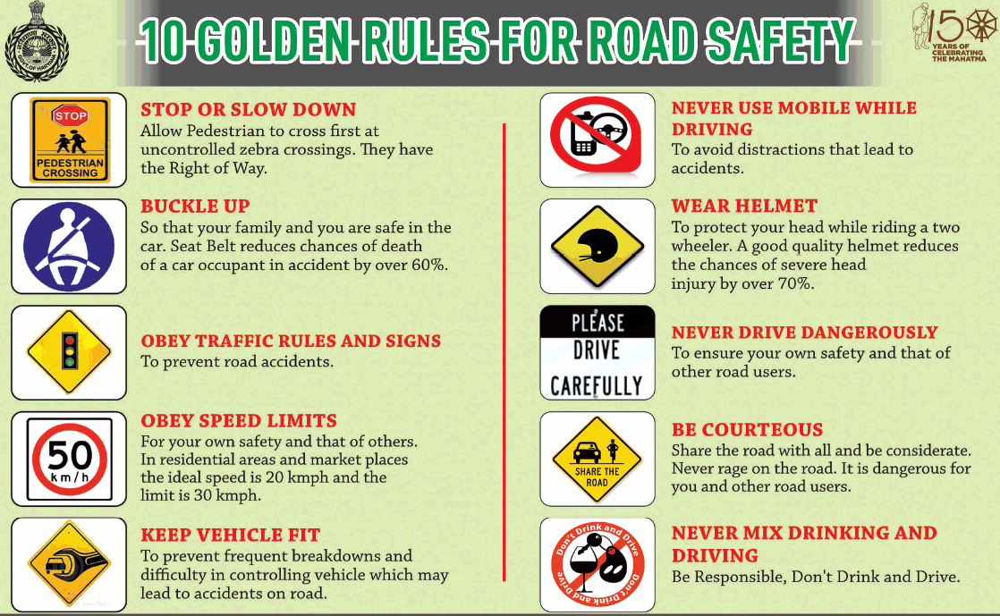 10 GOLDEN RULES FOR ROAD SAFETY
150
YEARS OF
CELEBRATING
THE MAHATMA
STOP
PEDESTRIAN
CROSSING
STOP OR SLOW DOWN
Allow Pedestrian to cross first at
uncontrolled zebra crossings. They have
the Right of Way.
BUCKLE UP
So that your family and you are safe in the
car. Seat Belt reduces chances of death
of a car occupant in accident by over 60%.
OBEY TRAFFIC RULES AND SIGNS
To prevent road accidents.
50
km/h
OBEY SPEED LIMITS
For your own safety and that of others.
In residential areas and market places
the ideal speed is 20 kmph and the
limit is 30 kmph.
KEEP VEHICLE FIT
To prevent frequent breakdowns and
difficulty in controlling vehicle which may
lead to accidents on road.
NEVER USE MOBILE WHILE
DRIVING
To avoid distractions that lead to
accidents.
WEAR HELMET
To protect your head while riding a two
wheeler. A good quality helmet reduces
the chances of severe head
injury by over 70%.
PLEASE
DRIVE
CAREFULLY
NEVER DRIVE DANGEROUSLY
To ensure your own safety and that of
other road users.
SHARE THE
ROAD
BE COURTEOUS
Share the road with all and be considerate.
Never rage on the road. It is dangerous for
you and other road users.
Don't Drink and Drive
Don't Drink and Drive
NEVER MIX DRINKING AND
DRIVING
Be Responsible, Don't Drink and Drive.